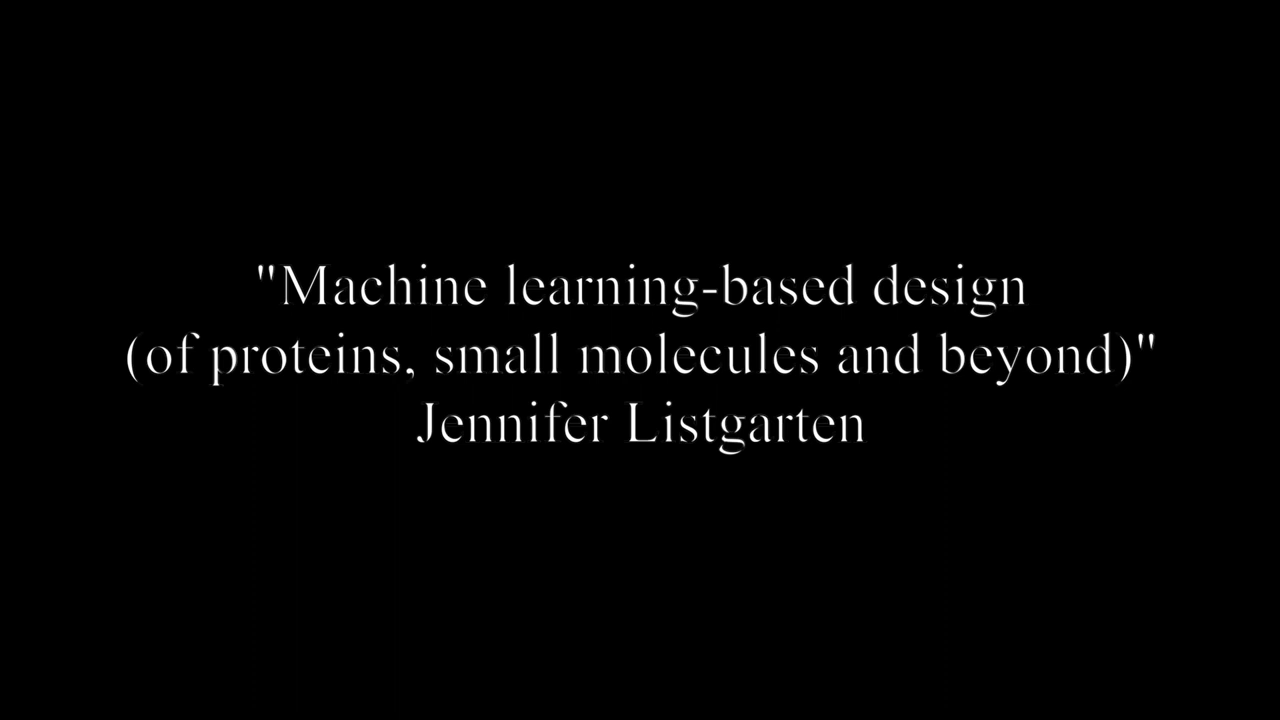 "Machine learning-based design
(of proteins, small molecules and beyond)"
Jennifer Listgarten